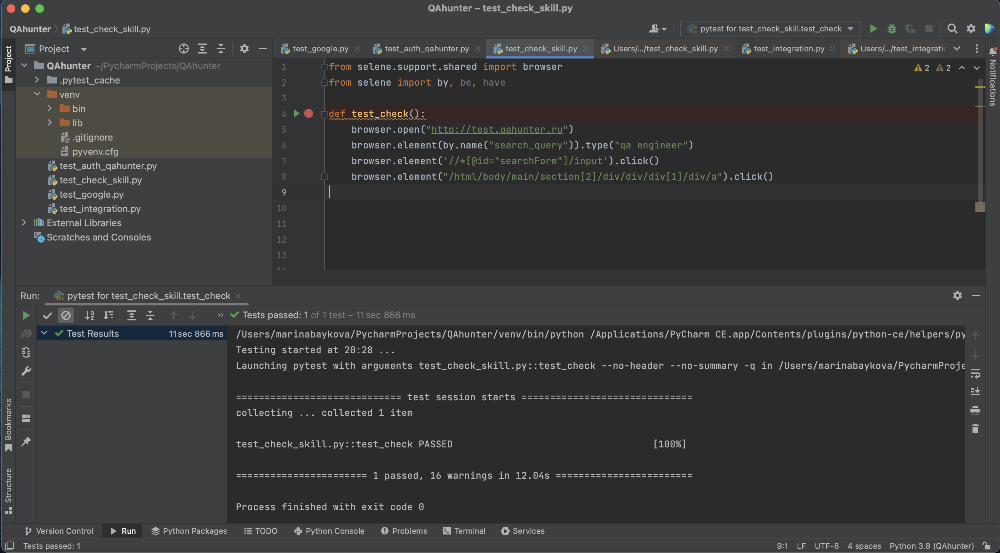 QAhunter – test_check_skill.py
QAhunter test_check_skill.py
pytest for test_check_skill.test_check
Project
Project
test_google.py
test_auth_qahunter.py
test_check_skill.py
Users/.../test_check_skill.py
test_integration.py
Users/.../test_integratic
Notifications
QAhunter ~/PycharmProjects/QAhunter
.pytest_cache
venv
bin
lib
.gitignore
pyvenv.cfg
test_auth_qahunter.py
test_check_skill.py
test_google.py
test_integration.py
External Libraries
Scratches and Consoles
2 2
1 from selene.support.shared import browser
2 from selene import by, be, have
3
4 def test_check():
5 browser.open("http://test.qahunter.ru")
6 browser.element(by.name("search_query")).type("qa engineer")
7 browser.element('//*[@id="searchForm"]/input').click()
8 browser.element("/html/body/main/section[2]/div/div/div[1]/div/a").click()
9
10
11
12
13
Run: pytest for test_check_skill.test_check
Tests passed: 1 of 1 test – 11 sec 866 ms
Test Results 11 sec 866 ms
/Users/marinabaykova/PycharmProjects/QAhunter/venv/bin/python /Applications/PyCharm CE.app/Contents/plugins/python-ce/helpers/py
Testing started at 20:28 ...
Launching pytest with arguments test_check_skill.py::test_check --no-header --no-summary -q in /Users/marinabaykova/PycharmProje
============================= test session starts ==============================
collecting ... collected 1 item
test_check_skill.py::test_check PASSED [100%]
======================= 1 passed, 16 warnings in 12.04s ========================
Process finished with exit code 0
Bookmarks
Structure
Version Control
Run
Python Packages
TODO
Python Console
Problems
Terminal
Services
Tests passed: 1
9:1 LF UTF-8 4 spaces Python 3.8 (QAhunter)